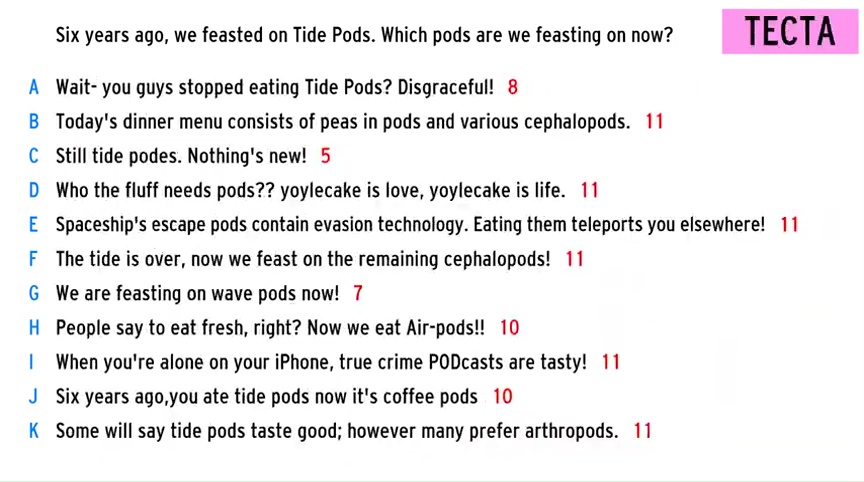 Six years ago, we feasted on Tide Pods. Which pods are we feasting on now?
TECTA
A Wait- you guys stopped eating Tide Pods? Disgraceful! 8
B Today's dinner menu consists of peas in pods and various cephalopods. 11
C Still tide podes. Nothing's new! 5
D Who the fluff needs pods?? yoylecake is love, yoylecake is life. 11
E Spaceship's escape pods contain evasion technology. Eating them teleports you elsewhere! 11
F The tide is over, now we feast on the remaining cephalopods! 11
G We are feasting on wave pods now! 7
H People say to eat fresh, right? Now we eat Air-pods!! 10
I When you're alone on your iPhone, true crime PODcasts are tasty! 11
J Six years ago,you ate tide pods now it's coffee pods 10
K Some will say tide pods taste good; however many prefer arthropods. 11